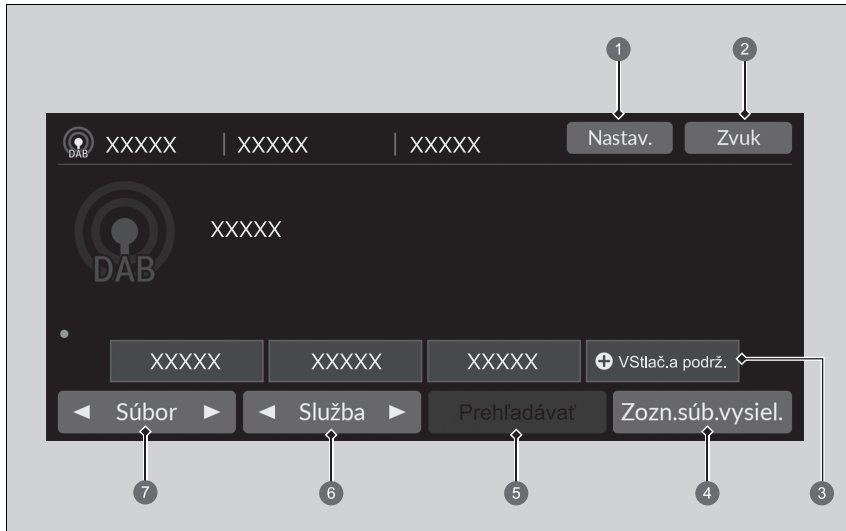 1 2
DAB XXXXX | XXXXX | XXXXX Nastav. Zvuk
DAB XXXXX
XXXXX XXXXX XXXXX VStlač.a podrž.
◄ Súbor ► ◄ Služba ► Prehľadávať Zozn.súb.vysiel.
7 6 5 4 3